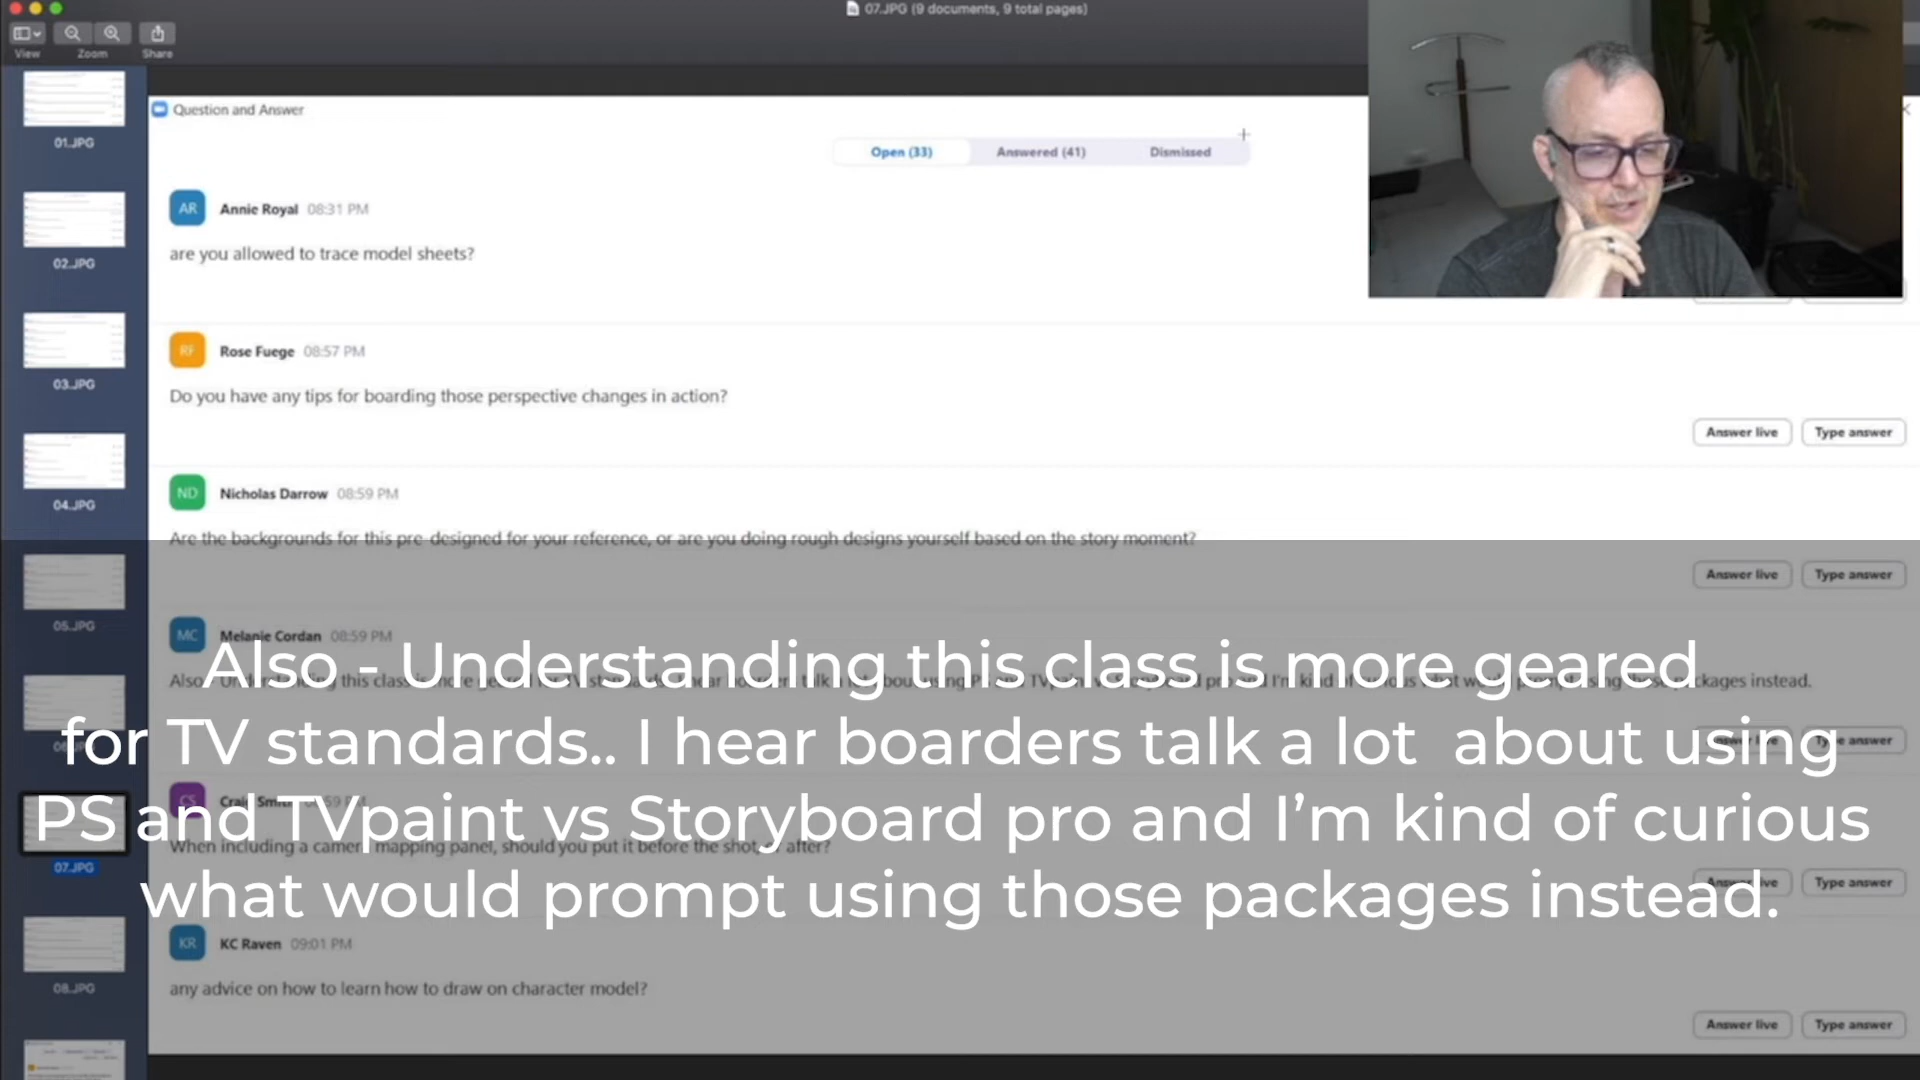 07.JPG (9 documents, 9 total pages)
View
Zoom
Share
01.JPG
02.JPG
03.JPG
04.JPG
05.JPG
07.JPG
08.JPG
Question and Answer
Open (33) Answered (41) Dismissed
AR Annie Royal 08:31 PM
are you allowed to trace model sheets?
RF Rose Fuege 08:57 PM
Do you have any tips for boarding those perspective changes in action?
Answer live Type answer
ND Nicholas Darrow 08:59 PM
Are the backgrounds for this pre-designed for your reference, or are you doing rough designs yourself based on the story moment?
Answer live Type answer
MC Melanie Cordan 08:59 PM
Also - Understanding this class is more geared
for TV standards.. I hear boarders talk a lot about using
PS and TVpaint vs Storyboard pro and I'm kind of curious
what would prompt using those packages instead.
When including a camera mapping panel, should you put it before the shot, or after?
Type answer
KR KC Raven 09:01 PM
any advice on how to learn how to draw on character model?
Answer live Type answer